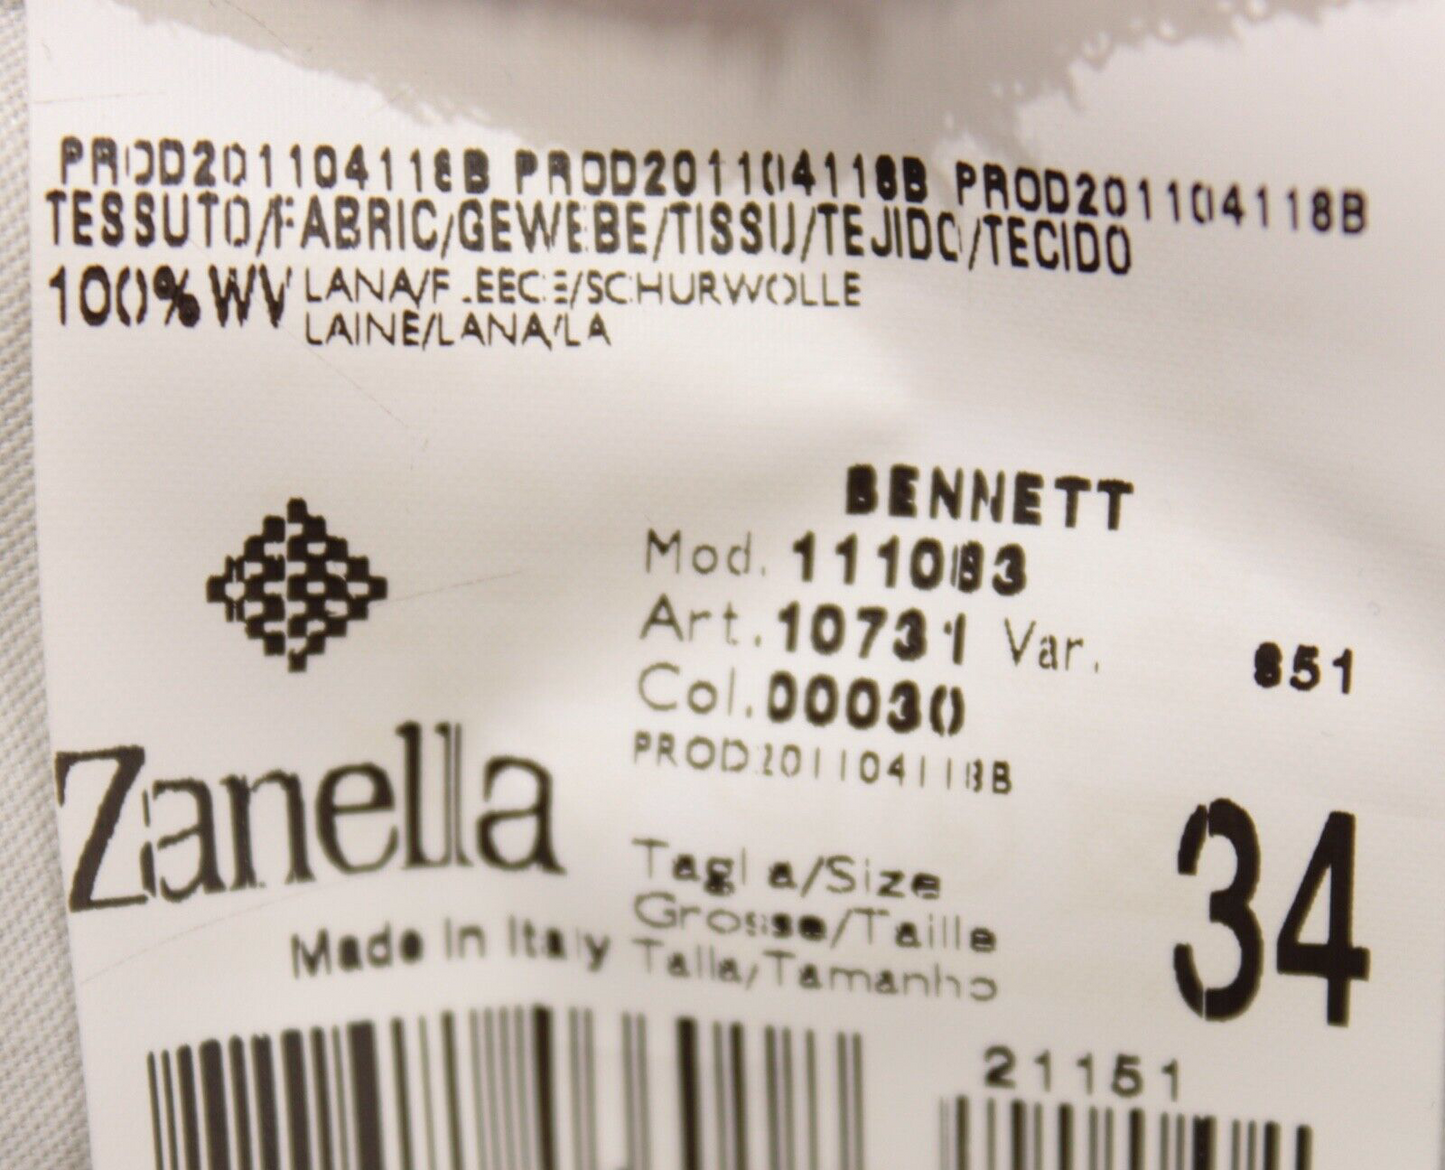 PROD201104118B PROD201104118B PROD201104118B
TESSUTO/FABRIC/GEWEBE/TISSU/TEJIDO/TECIDO
100% WV LANA/FLEECE/SCHURWOLLE
LAINE/LANA/LA
BENNETT
Mod. 111083
Art. 10731 Var. 851
Col. 00030
PROD201104118B
Zanella
Made In Italy
Taglia/Size
Grosse/Taille
Talla/Tamanho
34
21151